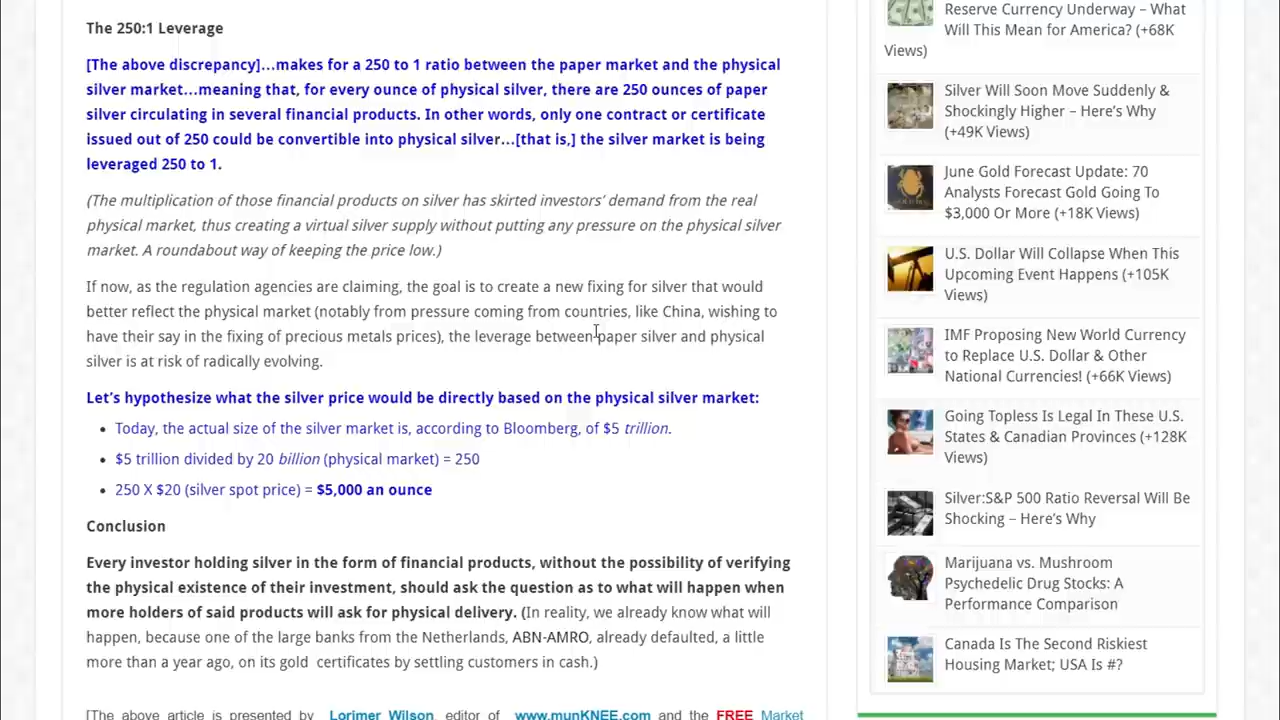 The 250:1 Leverage
[The above discrepancy]…makes for a 250 to 1 ratio between the paper market and the physical
silver market…meaning that, for every ounce of physical silver, there are 250 ounces of paper
silver circulating in several financial products. In other words, only one contract or certificate
issued out of 250 could be convertible into physical silver…[that is,] the silver market is being
leveraged 250 to 1.
(The multiplication of those financial products on silver has skirted investors’ demand from the real
physical market, thus creating a virtual silver supply without putting any pressure on the physical silver
market. A roundabout way of keeping the price low.)
If now, as the regulation agencies are claiming, the goal is to create a new fixing for silver that would
better reflect the physical market (notably from pressure coming from countries, like China, wishing to
have their say in the fixing of precious metals prices), the leverage between paper silver and physical
silver is at risk of radically evolving.
Let’s hypothesize what the silver price would be directly based on the physical silver market:
• Today, the actual size of the silver market is, according to Bloomberg, of $5 trillion.
• $5 trillion divided by 20 billion (physical market) = 250
• 250 X $20 (silver spot price) = $5,000 an ounce
Conclusion
Every investor holding silver in the form of financial products, without the possibility of verifying
the physical existence of their investment, should ask the question as to what will happen when
more holders of said products will ask for physical delivery. (In reality, we already know what will
happen, because one of the large banks from the Netherlands, ABN-AMRO, already defaulted, a little
more than a year ago, on its gold certificates by settling customers in cash.)
[The above article is presented by Lorimer Wilson, editor of www.munKNEE.com and the FREE Market
Reserve Currency Underway – What
Will This Mean for America? (+68K
Views)
Silver Will Soon Move Suddenly &
Shockingly Higher – Here’s Why
(+49K Views)
June Gold Forecast Update: 70
Analysts Forecast Gold Going To
$3,000 Or More (+18K Views)
U.S. Dollar Will Collapse When This
Upcoming Event Happens (+105K
Views)
IMF Proposing New World Currency
to Replace U.S. Dollar & Other
National Currencies! (+66K Views)
Going Topless Is Legal In These U.S.
States & Canadian Provinces (+128K
Views)
Silver:S&P 500 Ratio Reversal Will Be
Shocking – Here’s Why
Marijuana vs. Mushroom
Psychedelic Drug Stocks: A
Performance Comparison
Canada Is The Second Riskiest
Housing Market; USA Is #?